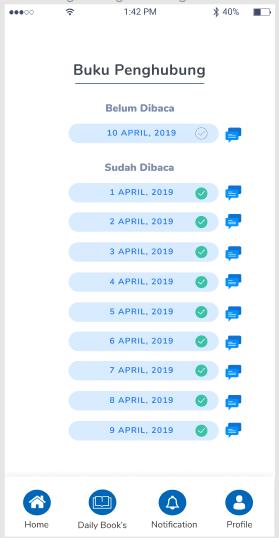 1:42 PM
40%
Buku Penghubung
Belum Dibaca
10 APRIL, 2019
Sudah Dibaca
1 APRIL, 2019
2 APRIL, 2019
3 APRIL, 2019
4 APRIL, 2019
5 APRIL, 2019
6 APRIL, 2019
7 APRIL, 2019
8 APRIL, 2019
9 APRIL, 2019
Home
Daily Book's
Notification
Profile